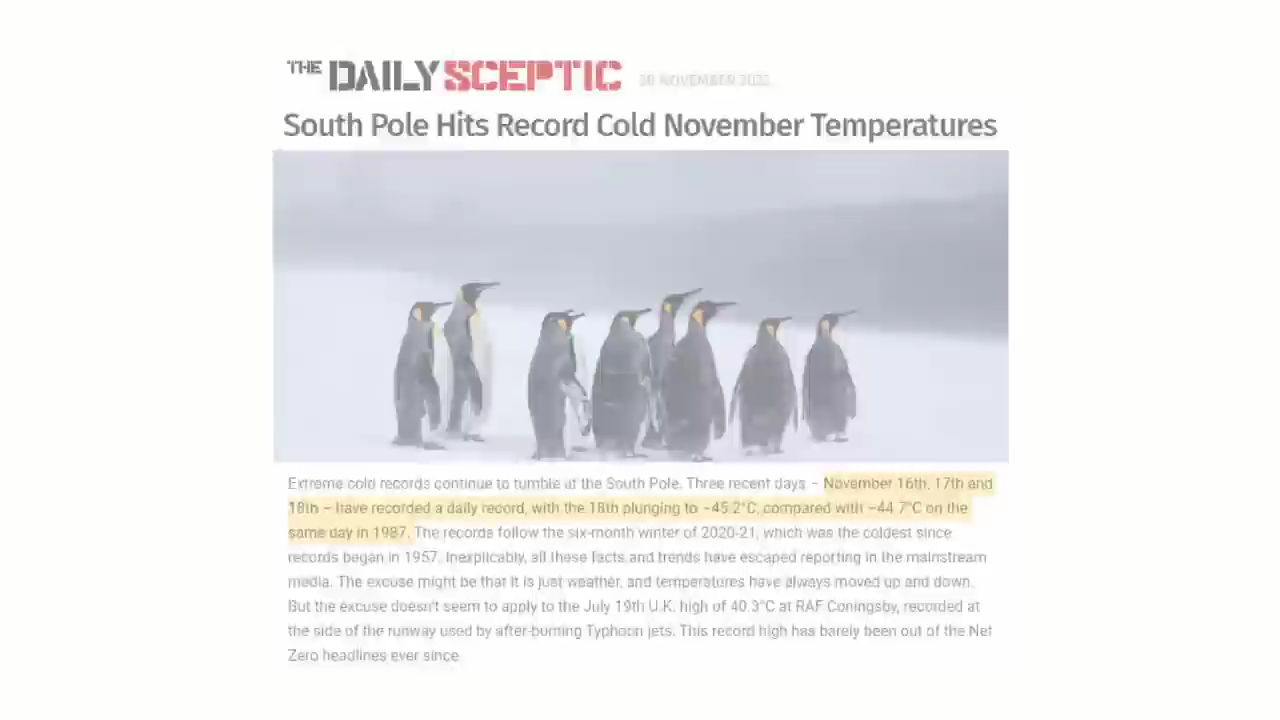 THE DAILY SCEPTIC
South Pole Hits Record Cold November Temperatures
Extreme cold records continue to tumble at the South Pole. Three recent days – November 16th, 17th and
18th – have recorded a daily record, with the 18th plunging to –45.2°C, compared with –44.7°C on the
same day in 1987. The records follow the six-month winter of 2020-21, which was the coldest since
records began in 1957. Inexplicably, all these facts and trends have escaped reporting in the mainstream
media. The excuse might be that it is just weather, and temperatures have always moved up and down.
But the excuse doesn't seem to apply to the July 19th U.K. high of 40.3°C at RAF Coningsby, recorded at
the side of the runway used by after-burning Typhoon jets. This record high has barely been out of the Net
Zero headlines ever since.